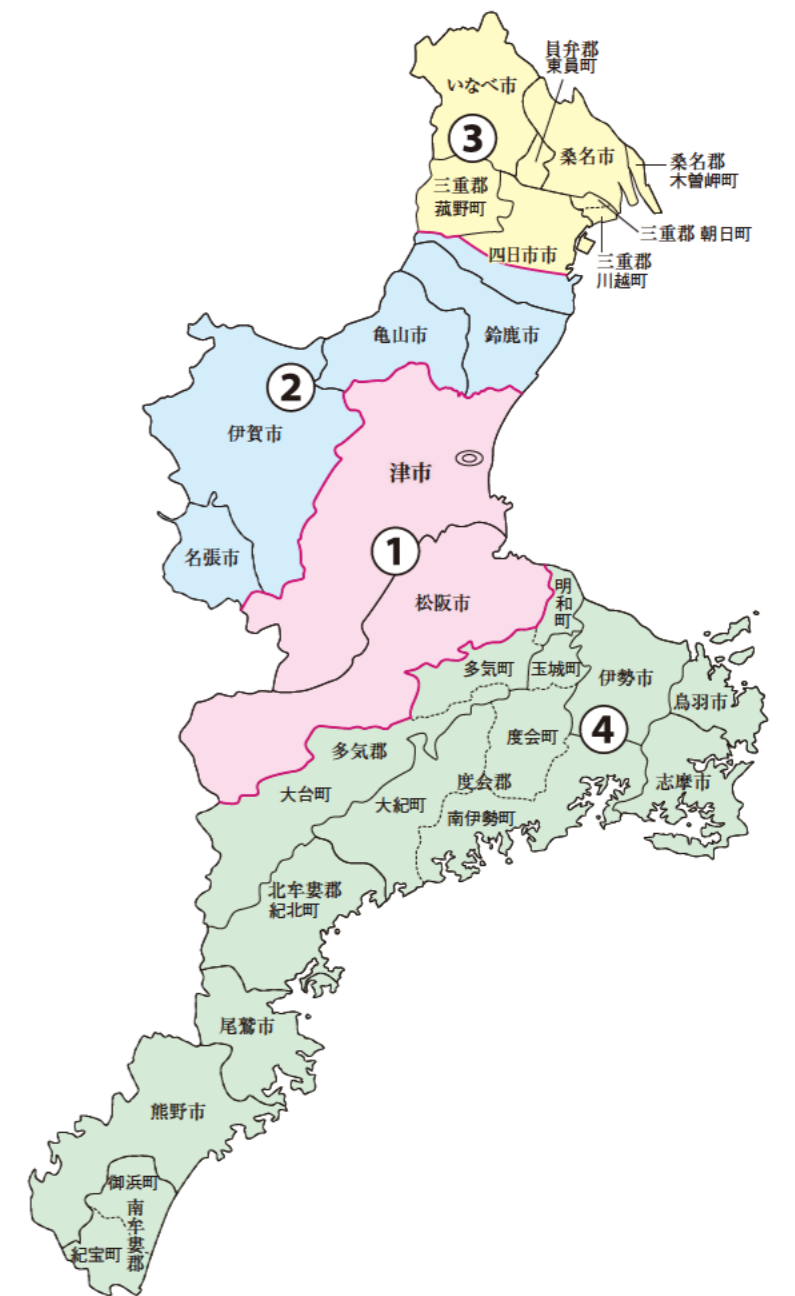 いなべ市
員弁郡
東員町
③
桑名市
桑名郡
木曽岬町
三重郡
菰野町
三重郡 朝日町
四日市市
三重郡
川越町
亀山市
鈴鹿市
②
伊賀市
津市
名張市
①
松阪市
明和町
多気町
玉城町
伊勢市
鳥羽市
④
度会町
多気郡
度会郡
志摩市
大台町
大紀町
南伊勢町
北牟婁郡
紀北町
尾鷲市
熊野市
御浜町
南牟婁郡
紀宝町